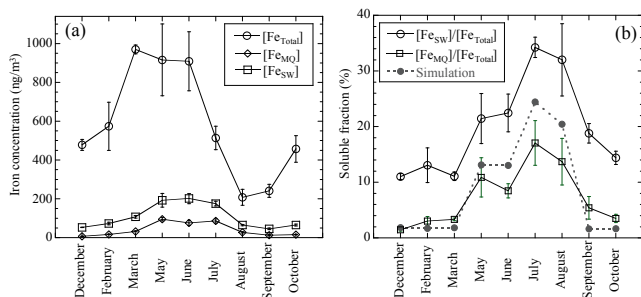 (a)
[Fe_Total]
[Fe_MQ]
[Fe_SW]
Iron concentration (ng/m³)
1000
800
600
400
200
0
December
February
March
May
June
July
August
September
October
(b)
[Fe_SW]/[Fe_Total]
[Fe_MQ]/[Fe_Total]
Simulation
Soluble fraction (%)
40
30
20
10
0
December
February
March
May
June
July
August
September
October